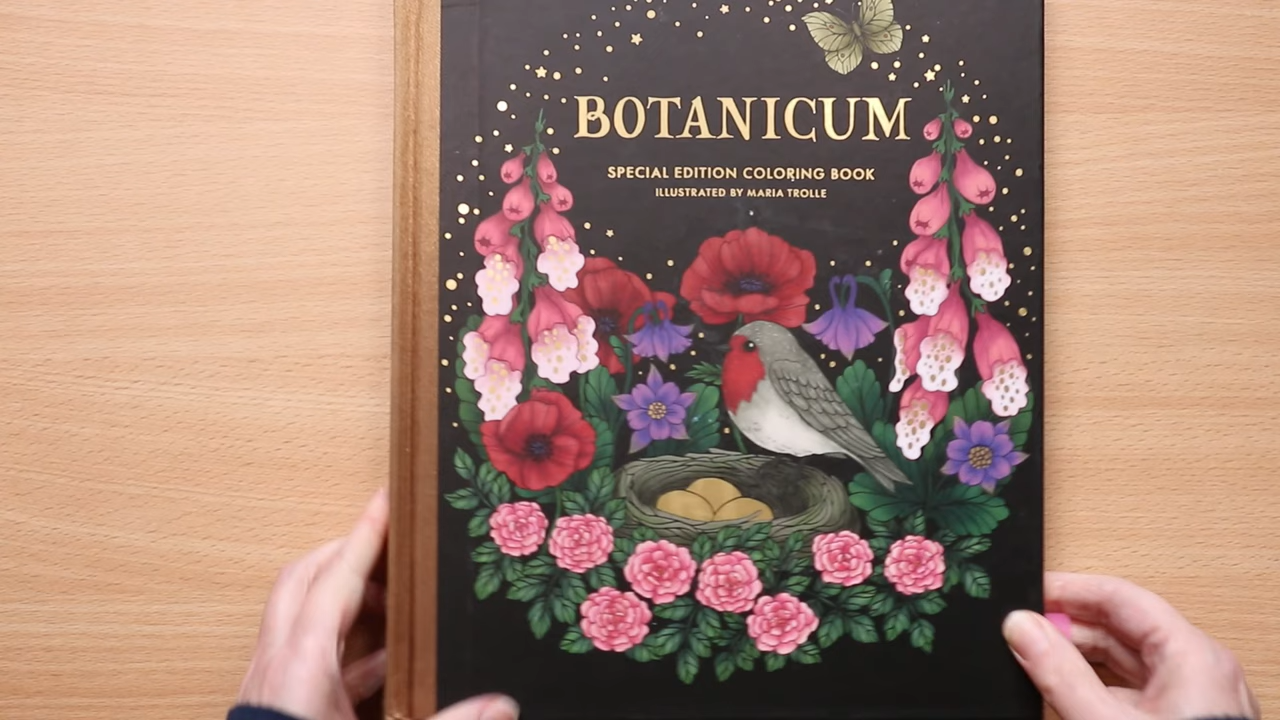 BOTANICUM
SPECIAL EDITION COLORING BOOK
ILLUSTRATED BY MARIA TROLLE